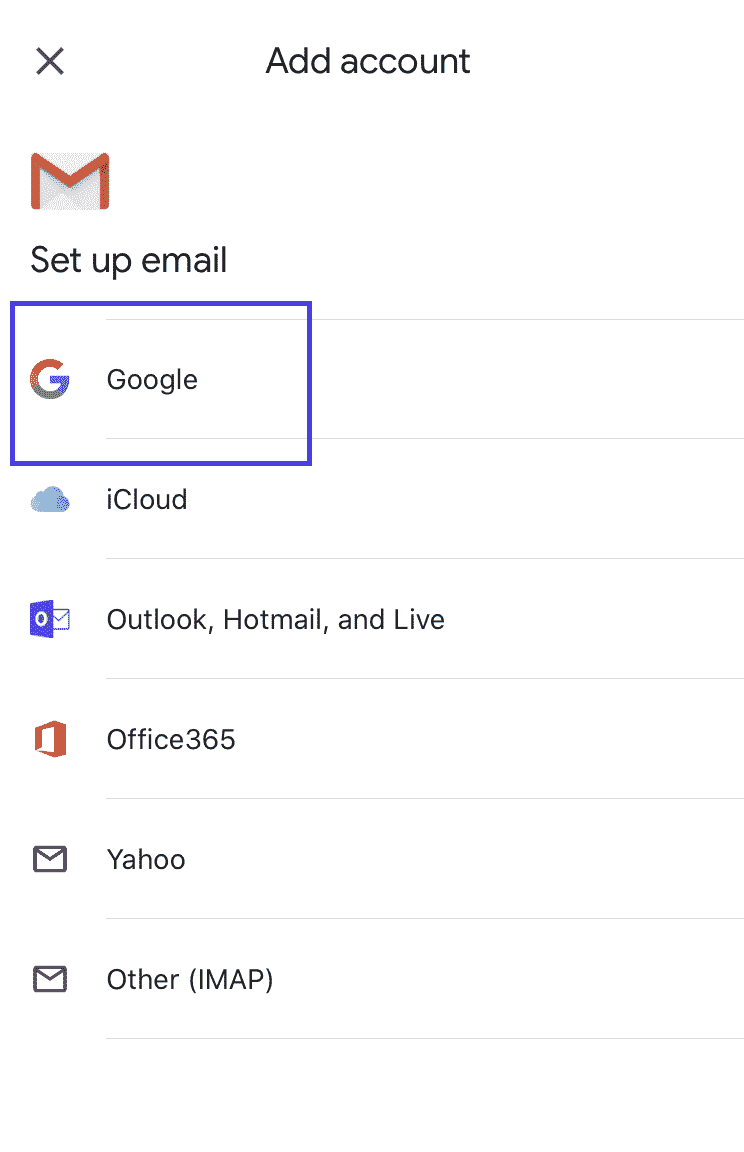 Add account
Set up email
Google
iCloud
Outlook, Hotmail, and Live
Office365
Yahoo
Other (IMAP)